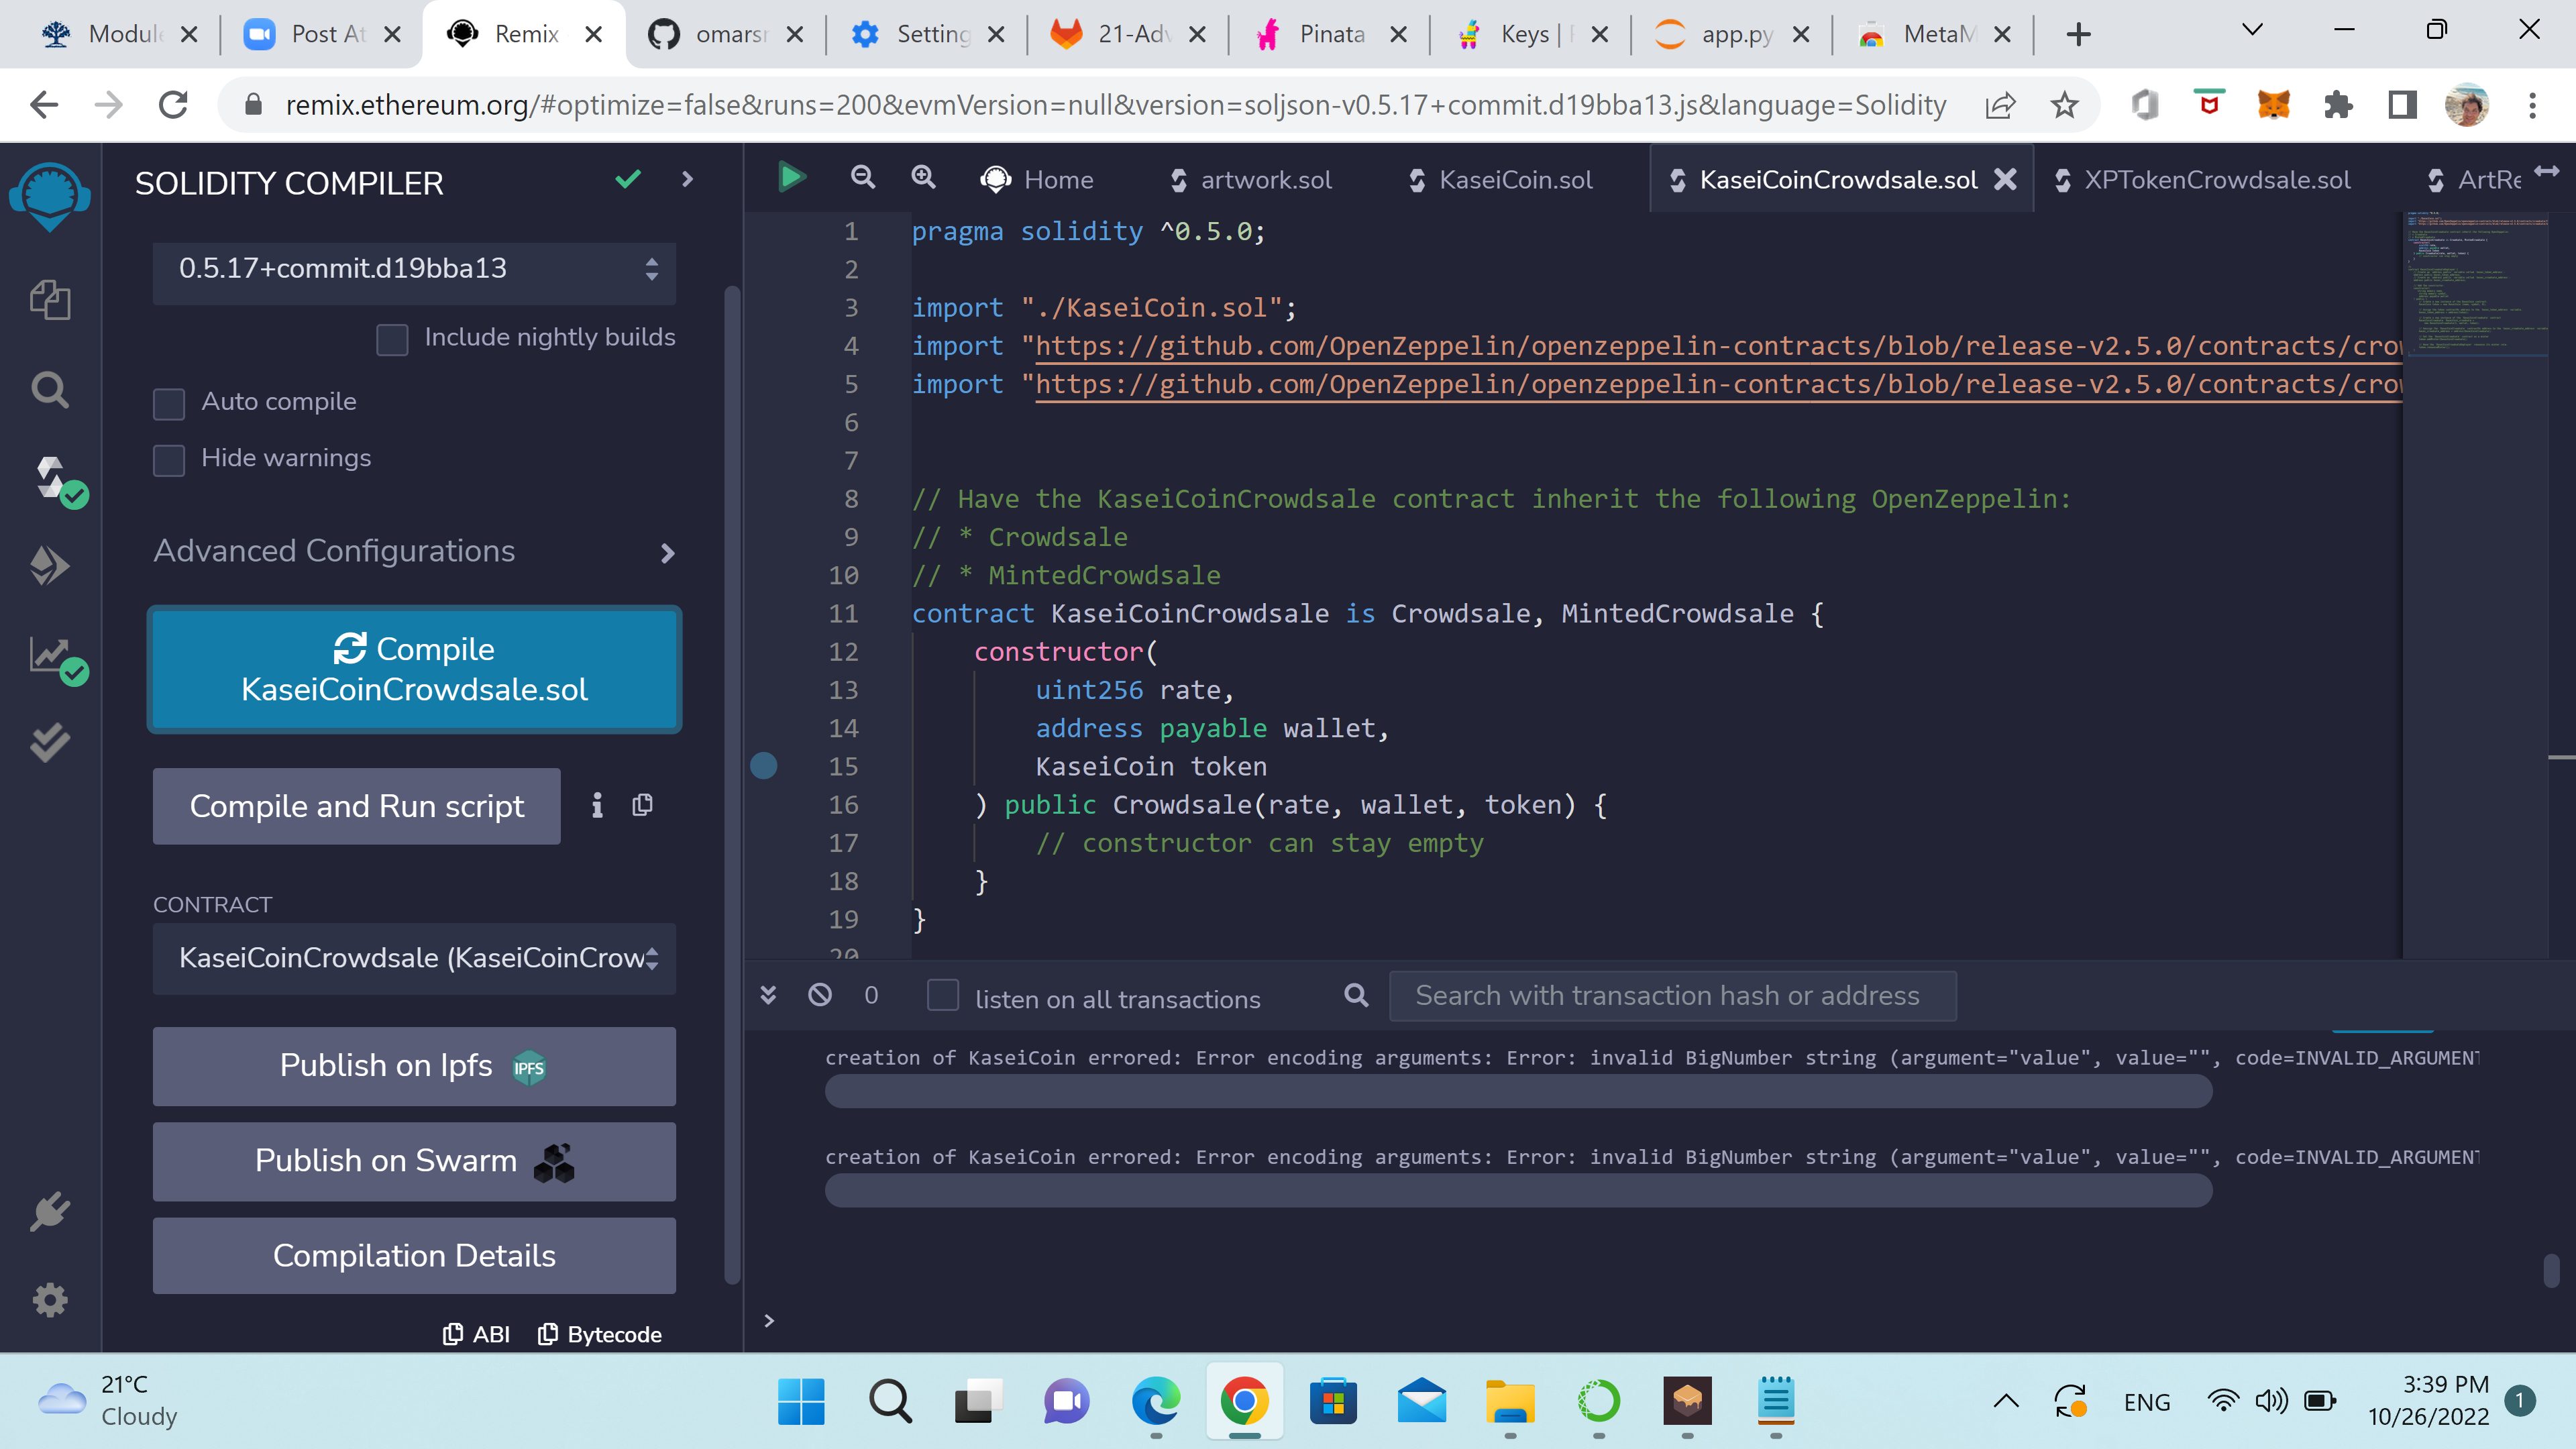 Modul
Post At
Remix
omarsr
Setting
21-Adv
Pinata
Keys |
app.py
MetaM
remix.ethereum.org/#optimize=false&runs=200&evmVersion=null&version=soljson-v0.5.17+commit.d19bba13.js&language=Solidity
SOLIDITY COMPILER
0.5.17+commit.d19bba13
Include nightly builds
Auto compile
Hide warnings
Advanced Configurations
Compile
KaseiCoinCrowdsale.sol
Compile and Run script
CONTRACT
KaseiCoinCrowdsale (KaseiCoinCrow
Publish on Ipfs
IPFS
Publish on Swarm
Compilation Details
ABI
Bytecode
Home
artwork.sol
KaseiCoin.sol
KaseiCoinCrowdsale.sol
XPTokenCrowdsale.sol
ArtRe
1 pragma solidity ^0.5.0;
2
3 import "./KaseiCoin.sol";
4 import "https://github.com/OpenZeppelin/openzeppelin-contracts/blob/release-v2.5.0/contracts/crow
5 import "https://github.com/OpenZeppelin/openzeppelin-contracts/blob/release-v2.5.0/contracts/crow
6
7
8 // Have the KaseiCoinCrowdsale contract inherit the following OpenZeppelin:
9 // * Crowdsale
10 // * MintedCrowdsale
11 contract KaseiCoinCrowdsale is Crowdsale, MintedCrowdsale {
12 constructor(
13 uint256 rate,
14 address payable wallet,
15 KaseiCoin token
16 ) public Crowdsale(rate, wallet, token) {
17 // constructor can stay empty
18 }
19 }
20
0
listen on all transactions
Search with transaction hash or address
creation of KaseiCoin errored: Error encoding arguments: Error: invalid BigNumber string (argument="value", value="", code=INVALID_ARGUMENT
creation of KaseiCoin errored: Error encoding arguments: Error: invalid BigNumber string (argument="value", value="", code=INVALID_ARGUMENT
>
21°C
Cloudy
ENG
3:39 PM
10/26/2022
1